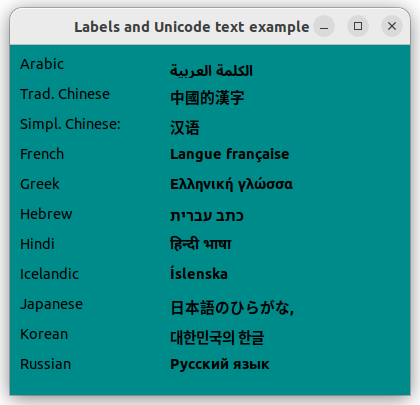 Labels and Unicode text example
Arabic الكلمة العربية
Trad. Chinese 中國的漢字
Simpl. Chinese: 汉语
French Langue française
Greek Ελληνική γλώσσα
Hebrew כתב עברית
Hindi हिन्दी भाषा
Icelandic Íslenska
Japanese 日本語のひらがな,
Korean 대한민국의 한글
Russian Русский язык